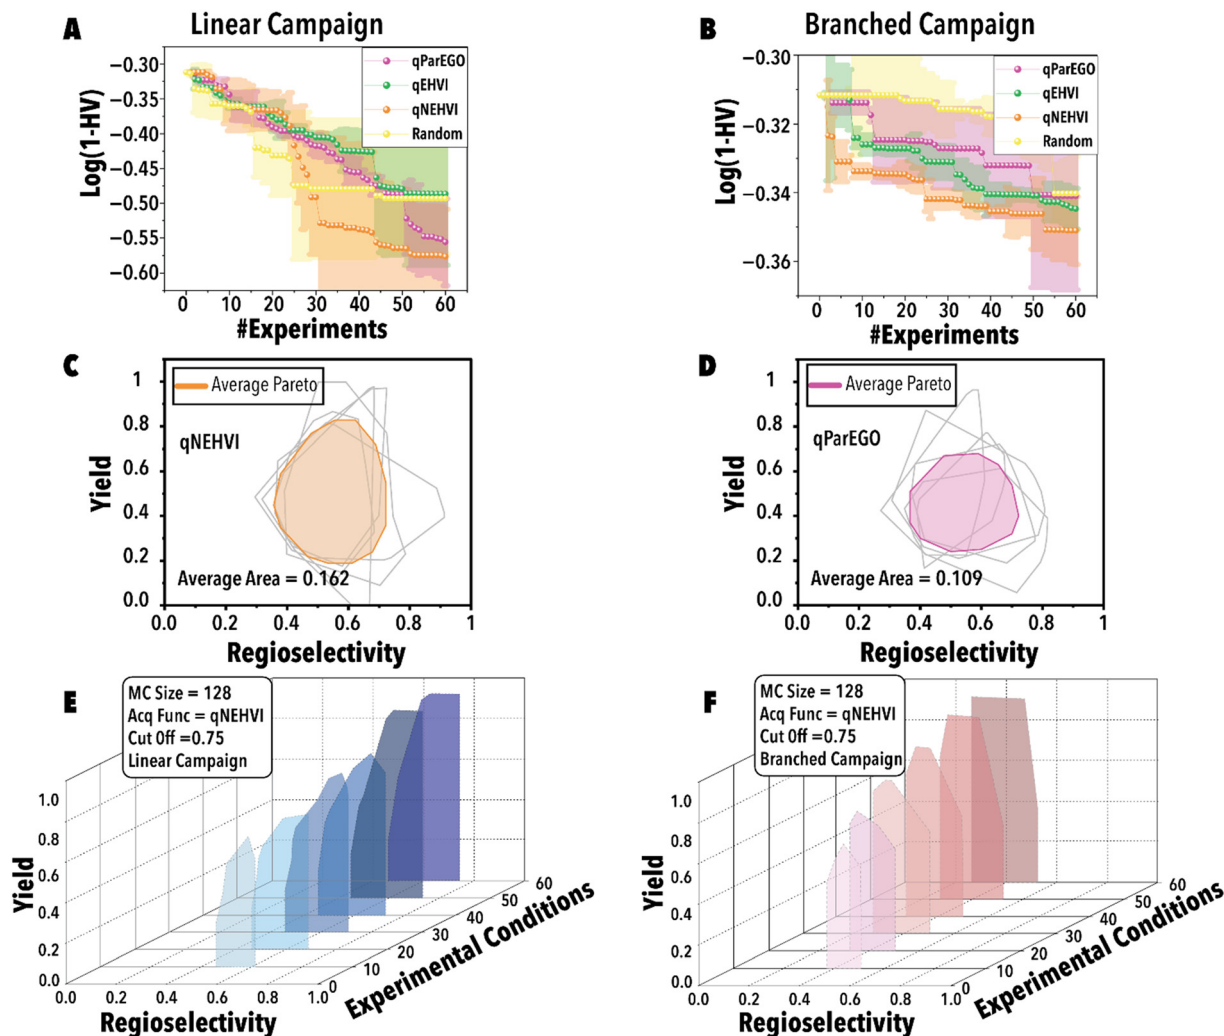 A
Linear Campaign
qParEGO
qEHVI
qNEHVI
Random
Log(1-HV)
−0.30
−0.35
−0.40
−0.45
−0.50
−0.55
−0.60
0 10 20 30 40 50 60
#Experiments
B
Branched Campaign
qParEGO
qEHVI
qNEHVI
Random
Log(1-HV)
−0.30
−0.32
−0.34
−0.36
0 10 20 30 40 50 60
#Experiments
C
Average Pareto
qNEHVI
Average Area = 0.162
Yield
1
0.8
0.6
0.4
0.2
0.0
0.0 0.2 0.4 0.6 0.8 1
Regioselectivity
D
Average Pareto
qParEGO
Average Area = 0.109
Yield
1
0.8
0.6
0.4
0.2
0.0
0.0 0.2 0.4 0.6 0.8 1
Regioselectivity
E
MC Size = 128
Acq Func = qNEHVI
Cut Off =0.75
Linear Campaign
Yield
1.0
0.8
0.6
0.4
0.2
0.0
0.0 0.2 0.4 0.6 0.8 1.0
Regioselectivity
0 10 20 30 40 50 60
Experimental Conditions
F
MC Size = 128
Acq Func = qNEHVI
Cut Off =0.75
Branched Campaign
Yield
1.0
0.8
0.6
0.4
0.2
0.0
0.0 0.2 0.4 0.6 0.8 1.0
Regioselectivity
0 10 20 30 40 50 60
Experimental Conditions